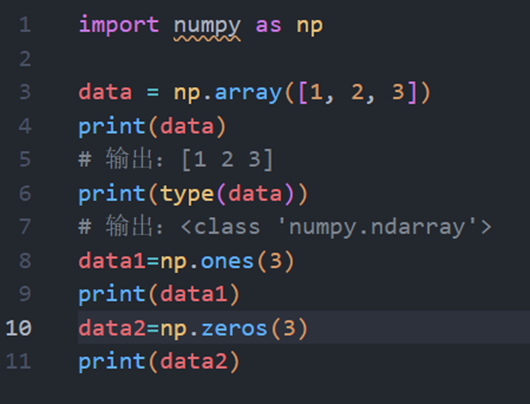 1 import numpy as np
2
3 data = np.array([1, 2, 3])
4 print(data)
5 # 输出：[1 2 3]
6 print(type(data))
7 # 输出：<class 'numpy.ndarray'>
8 data1=np.ones(3)
9 print(data1)
10 data2=np.zeros(3)
11 print(data2)